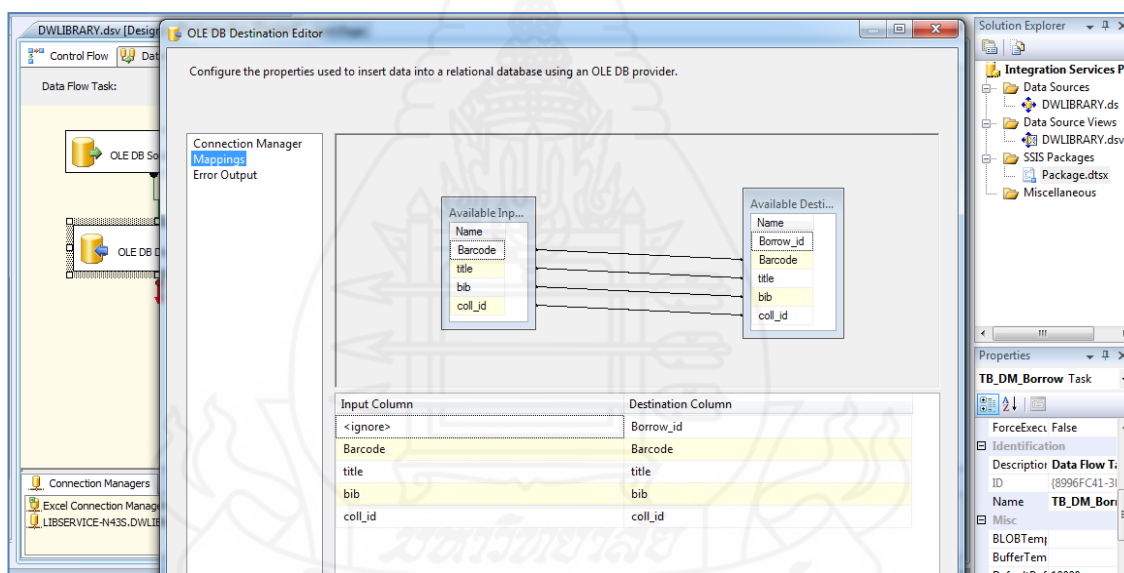 DWLIBRARY.dsv [Design
Control Flow Dat
Data Flow Task:
OLE DB So
OLE DB D
Connection Managers
Excel Connection Manage
LIBSERVICE-N43S.DWLIB
OLE DB Destination Editor
Configure the properties used to insert data into a relational database using an OLE DB provider.
Connection Manager
Mappings
Error Output
Available Inp...
Name
Barcode
title
bib
coll_id
Available Desti...
Name
Borrow_id
Barcode
title
bib
coll_id
Input Column Destination Column
<ignore> Borrow_id
Barcode Barcode
title title
bib bib
coll_id coll_id
Solution Explorer
Integration Services P
Data Sources
DWLIBRARY.ds
Data Source Views
DWLIBRARY.dsv
SSIS Packages
Package.dtsx
Miscellaneous
Properties
TB_DM_Borrow Task
ForceExecu False
Identification
Description Data Flow Ta
ID {8996FC41-3
Name TB_DM_Borr
Misc
BLOBTemp
BufferTem